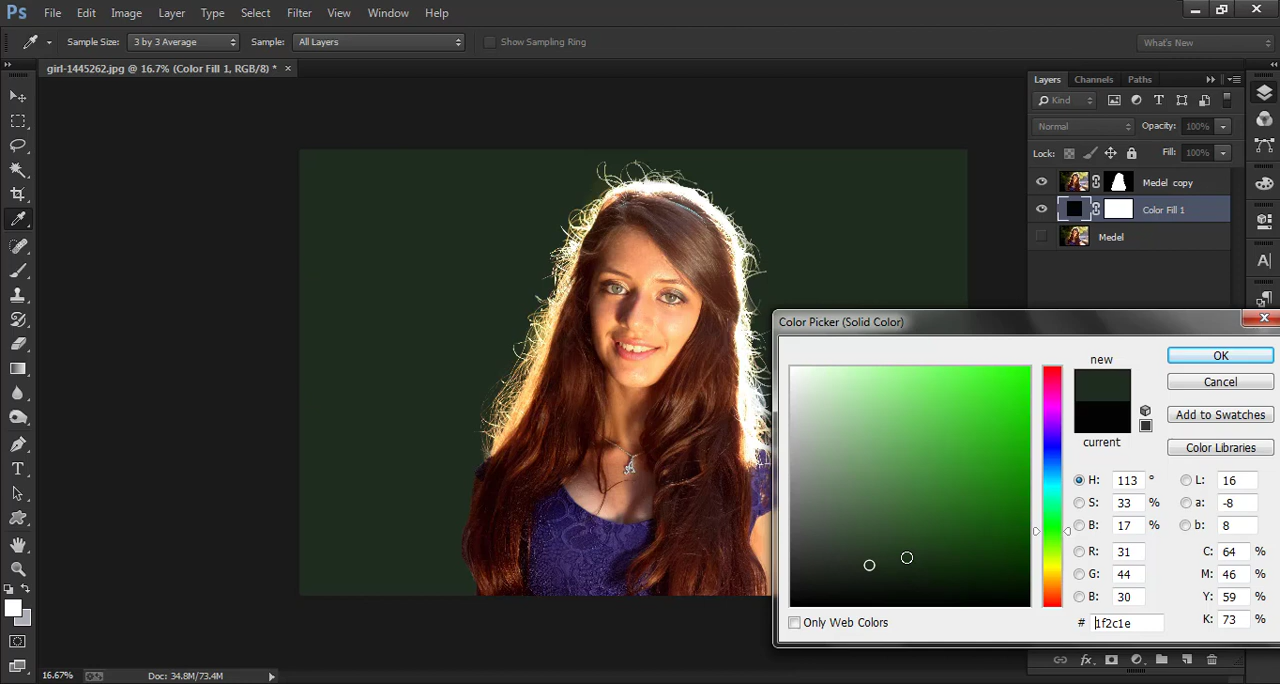 Ps File Edit Image Layer Type Select Filter View Window Help
Sample Size: 3 by 3 Average Sample: All Layers Show Sampling Ring What's New
girl-1445262.jpg @ 16.7% (Color Fill 1, RGB/8) * ×
Layers Channels Paths
Kind
Normal Opacity: 100%
Lock: Fill: 100%
Medel copy
Color Fill 1
Medel
Color Picker (Solid Color)
new
current
OK
Cancel
Add to Swatches
Color Libraries
H: 113 ° L: 16
S: 33 % a: -8
B: 17 % b: 8
R: 31 C: 64 %
G: 44 M: 46 %
B: 30 Y: 59 %
# 1f2c1e K: 73 %
Only Web Colors
16.67% Doc: 34.8M/73.4M